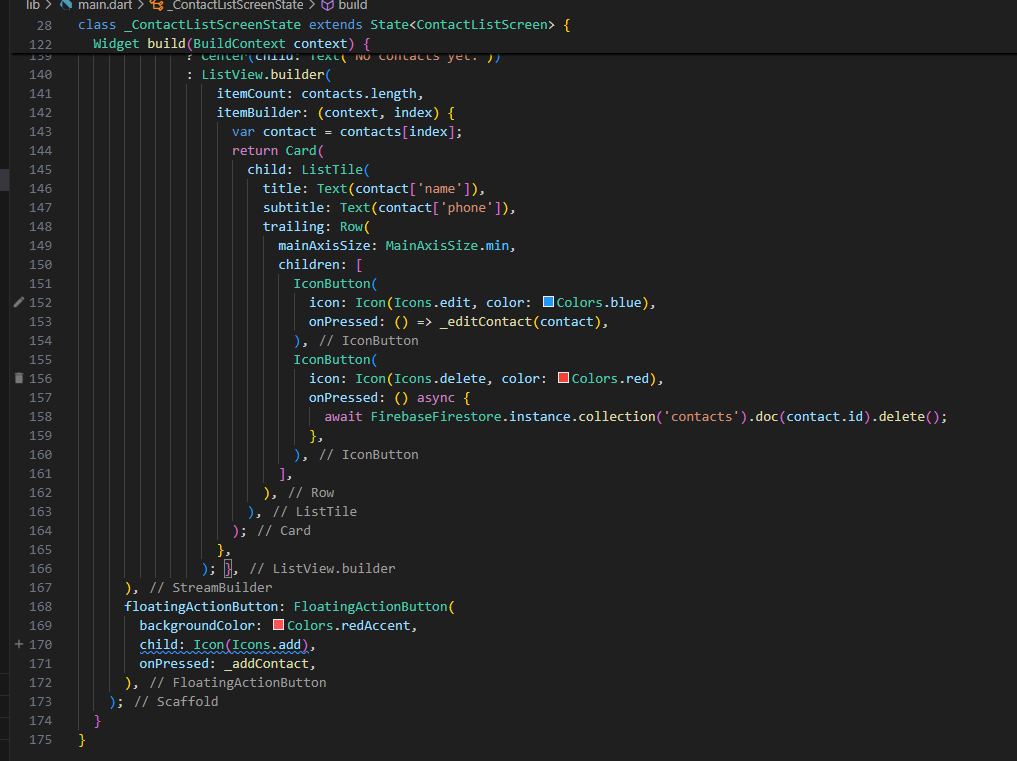 lib > main.dart > _ContactListScreenState > build
28 class _ContactListScreenState extends State<ContactListScreen> {
122 Widget build(BuildContext context) {
139 ? Center(child: Text('No contacts yet.'))
140 : ListView.builder(
141 itemCount: contacts.length,
142 itemBuilder: (context, index) {
143 var contact = contacts[index];
144 return Card(
145 child: ListTile(
146 title: Text(contact['name']),
147 subtitle: Text(contact['phone']),
148 trailing: Row(
149 mainAxisSize: MainAxisSize.min,
150 children: [
151 IconButton(
152 icon: Icon(Icons.edit, color: Colors.blue),
153 onPressed: () => _editContact(contact),
154 ), // IconButton
155 IconButton(
156 icon: Icon(Icons.delete, color: Colors.red),
157 onPressed: () async {
158 await FirebaseFirestore.instance.collection('contacts').doc(contact.id).delete();
159 },
160 ), // IconButton
161 ],
162 ), // Row
163 ), // ListTile
164 ); // Card
165 },
166 ); }, // ListView.builder
167 ), // StreamBuilder
168 floatingActionButton: FloatingActionButton(
169 backgroundColor: Colors.redAccent,
170 child: Icon(Icons.add),
171 onPressed: _addContact,
172 ), // FloatingActionButton
173 ); // Scaffold
174 }
175 }